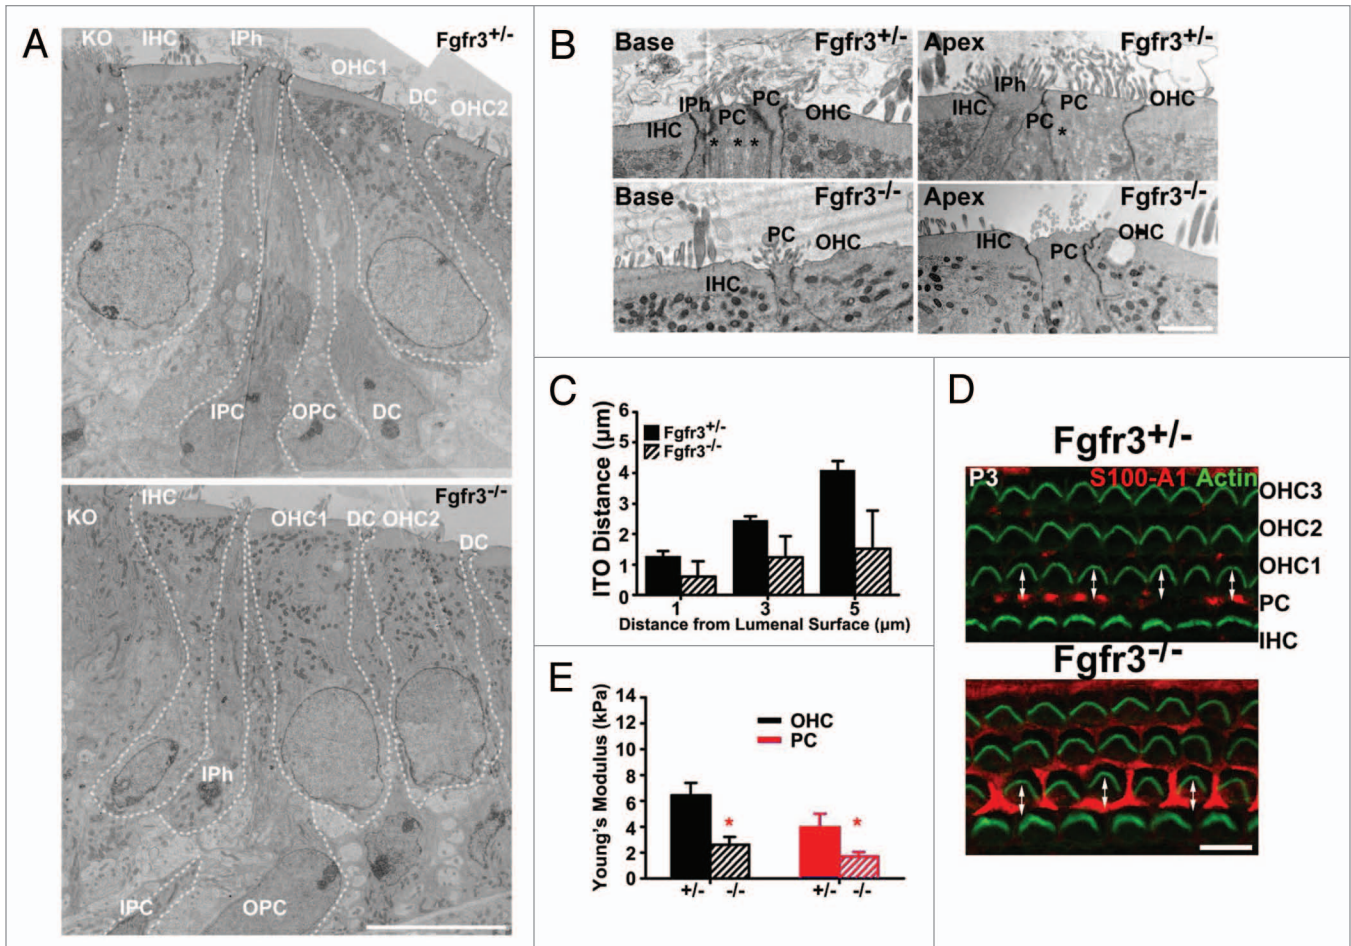 A
KO IHC IPh Fgfr3+/-
OHC1
DC
OHC2
IPC OPC DC
Fgfr3-/-
IHC
KO OHC1 DC OHC2
DC
IPh
IPC OPC
B
Base Fgfr3+/-
IPh PC PC
IHC OHC
* * *
Apex Fgfr3+/-
IPh
IHC PC OHC
PC *
Base Fgfr3-/-
PC OHC
IHC
Apex Fgfr3-/-
IHC PC OHC
C
ITO Distance (µm)
6
5
4
3
2
1
0
Fgfr3+/-
Fgfr3-/-
1 3 5
Distance from Lumenal Surface (µm)
D
Fgfr3+/-
P3 S100-A1 Actin
OHC3
OHC2
OHC1
PC
IHC
Fgfr3-/-
E
Young's Modulus (kPa)
14
12
10
8
6
4
2
0
OHC
PC
* *
+/- -/- +/- -/-